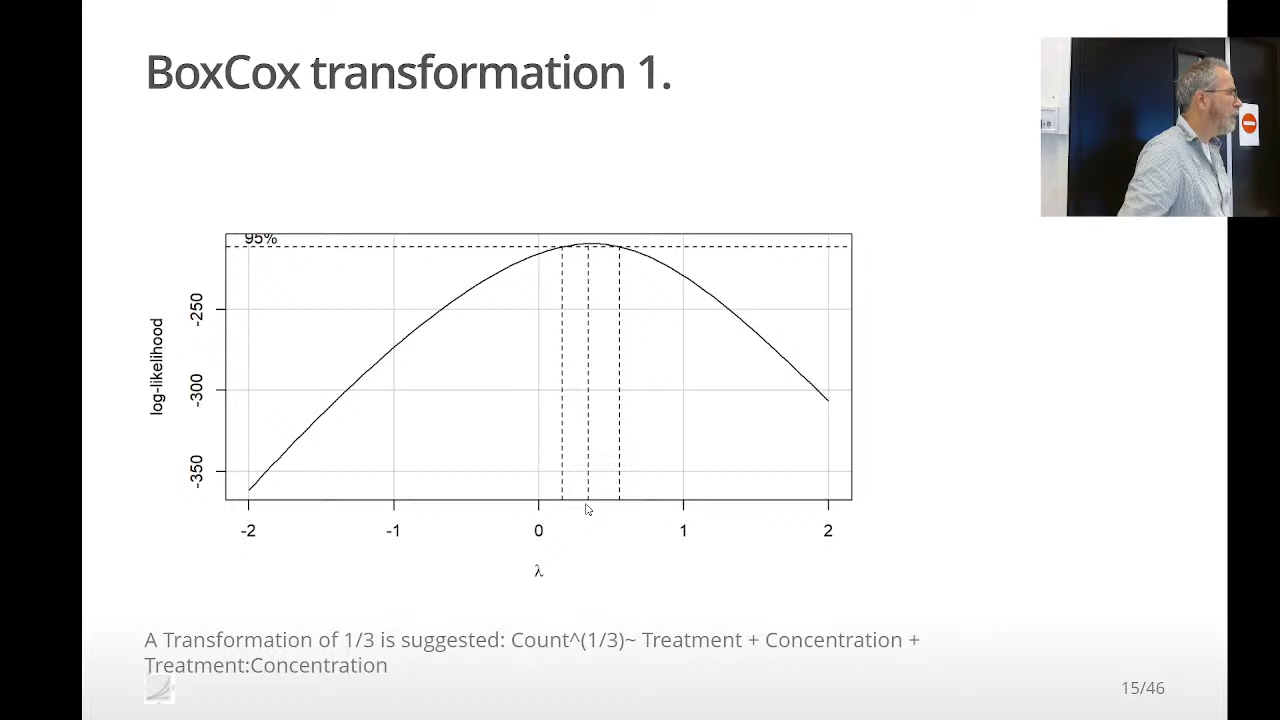 BoxCox transformation 1.
95%
-250
-300
-350
log-likelihood
-2 -1 0 1 2
λ
A Transformation of 1/3 is suggested: Count^(1/3)~ Treatment + Concentration +
Treatment:Concentration
15/46